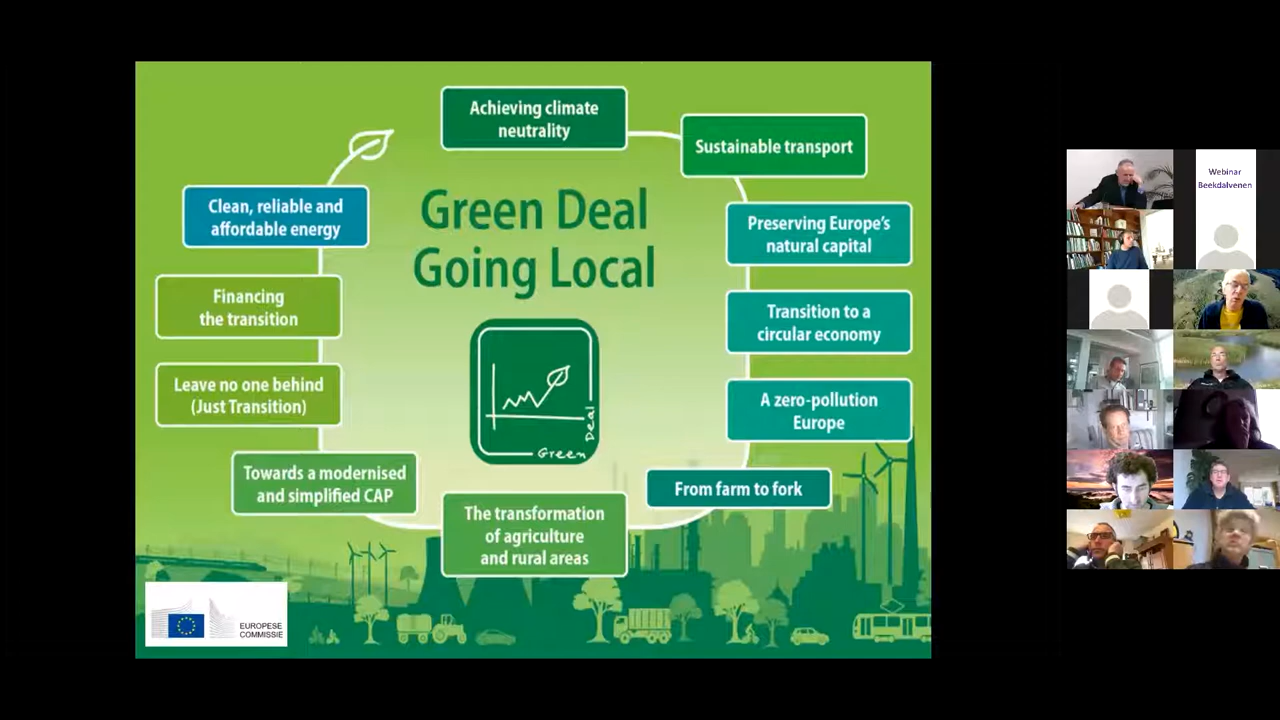 Achieving climate
neutrality
Sustainable transport
Clean, reliable and
affordable energy
Green Deal
Going Local
Preserving Europe's
natural capital
Financing
the transition
Transition to a
circular economy
Leave no one behind
(Just Transition)
A zero-pollution
Europe
Towards a modernised
and simplified CAP
From farm to fork
The transformation
of agriculture
and rural areas
Green
Deal
EUROPESE
COMMISSIE
Webinar
Beekdalvenen